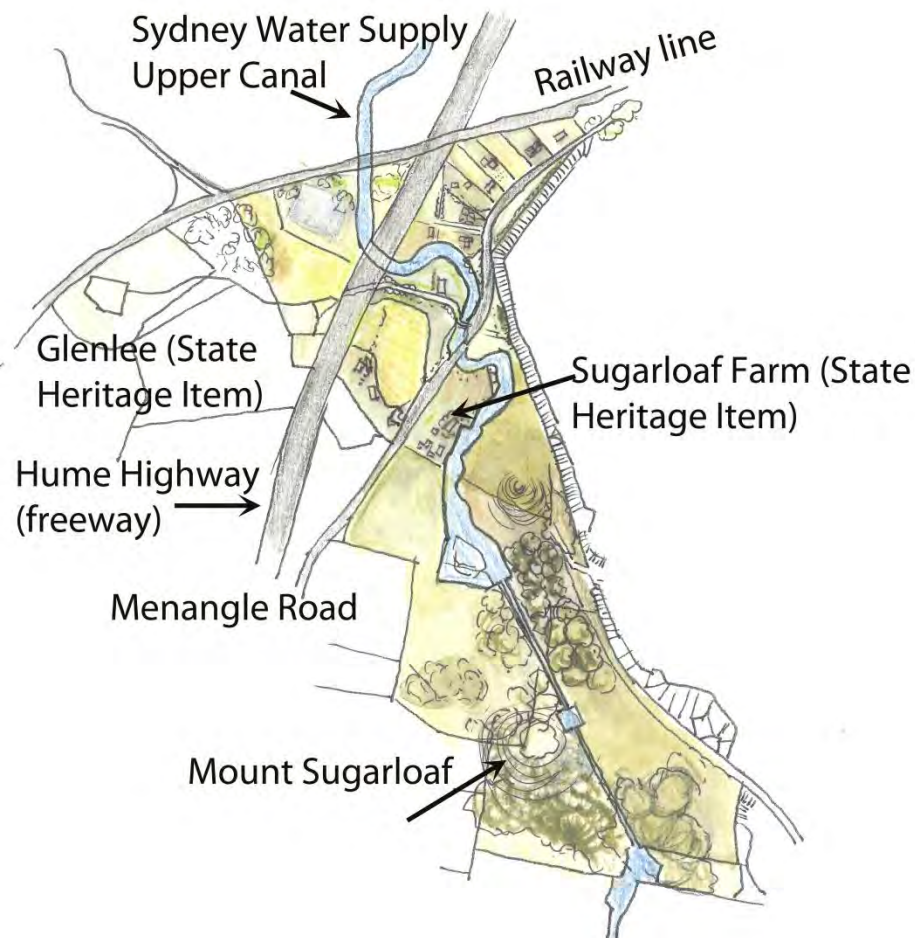 Sydney Water Supply
Upper Canal
Railway line
Glenlee (State
Heritage Item)
Sugarloaf Farm (State
Heritage Item)
Hume Highway
(freeway)
Menangle Road
Mount Sugarloaf